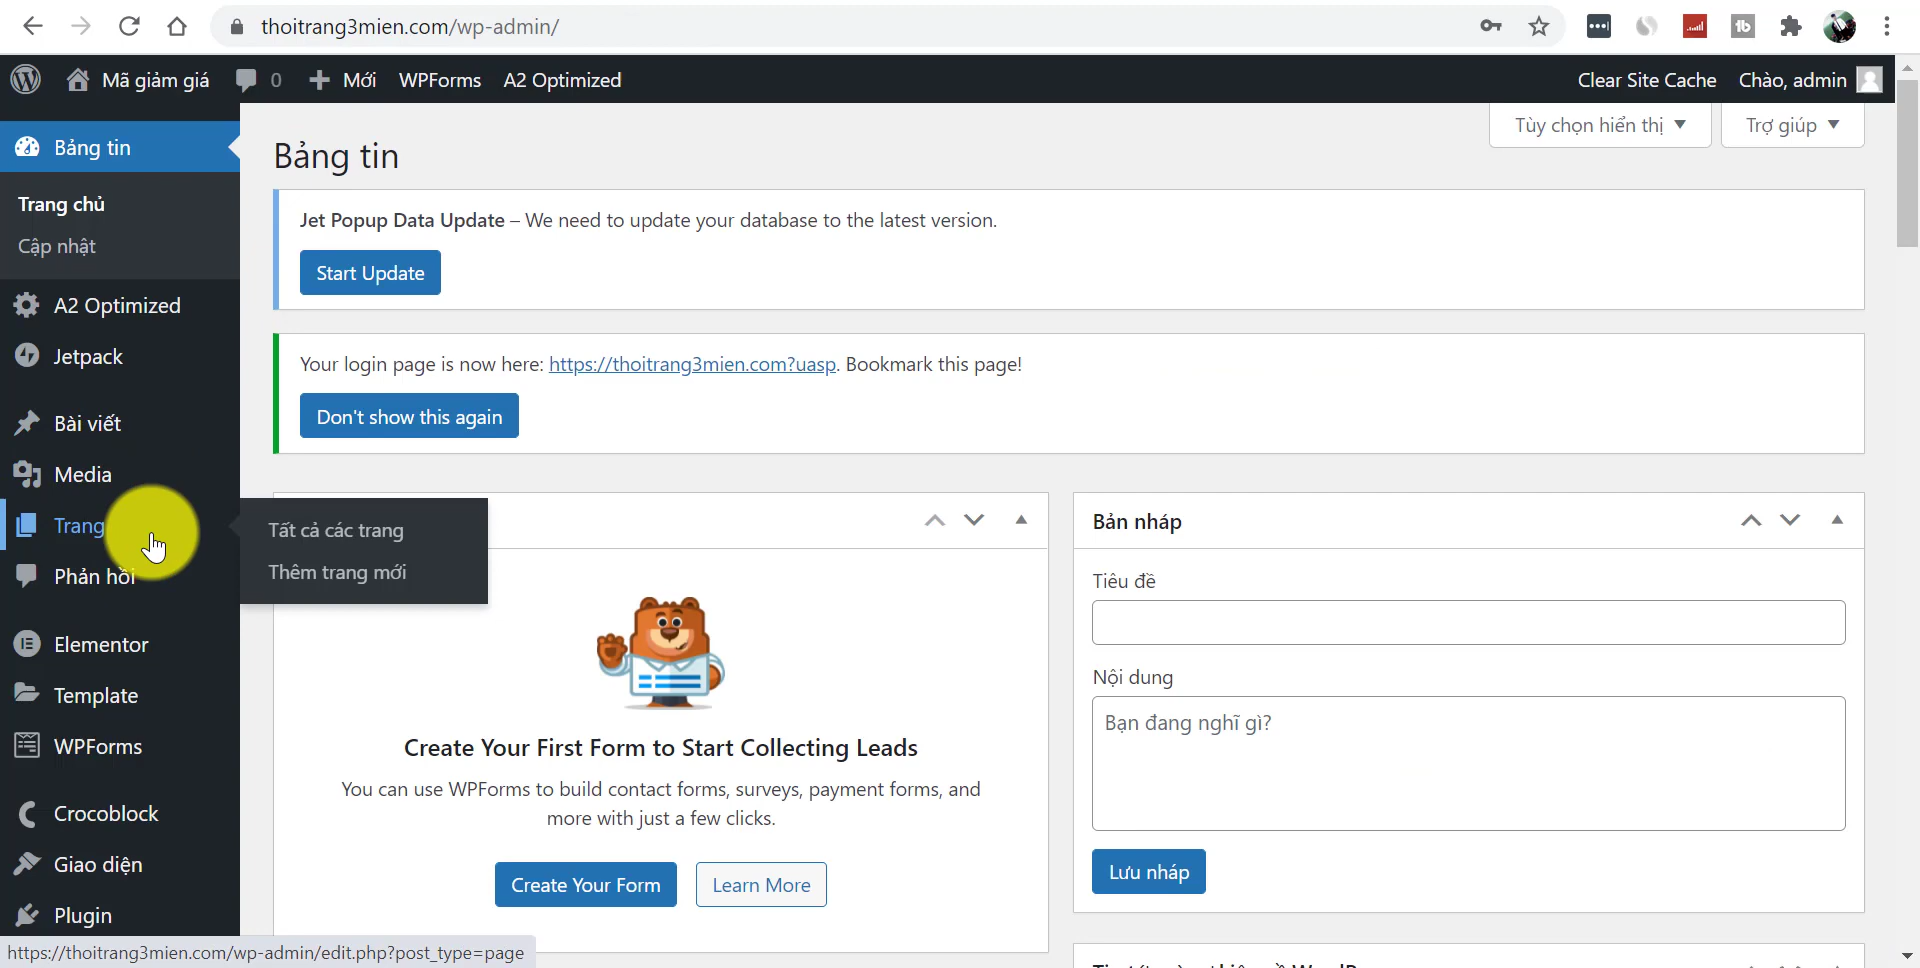 thoitrang3mien.com/wp-admin/
Mã giảm giá 0 Mới WPForms A2 Optimized Clear Site Cache Chào, admin
Tùy chọn hiển thị Trợ giúp
Bảng tin
Trang chủ
Cập nhật
A2 Optimized
Jetpack
Bài viết
Media
Trang
Phản hồi
Elementor
Template
WPForms
Crocoblock
Giao diện
Plugin
Tất cả các trang
Thêm trang mới
Bảng tin
Jet Popup Data Update – We need to update your database to the latest version.
Start Update
Your login page is now here: https://thoitrang3mien.com?uasp. Bookmark this page!
Don't show this again
Create Your First Form to Start Collecting Leads
You can use WPForms to build contact forms, surveys, payment forms, and
more with just a few clicks.
Create Your Form Learn More
Bản nháp
Tiêu đề
Nội dung
Bạn đang nghĩ gì?
Lưu nháp
https://thoitrang3mien.com/wp-admin/edit.php?post_type=page